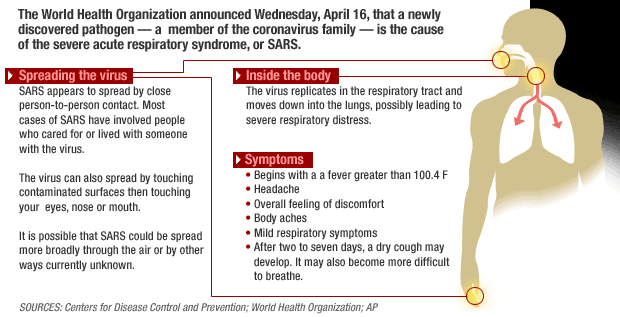 The World Health Organization announced Wednesday, April 16, that a newly
discovered pathogen — a  member of the coronavirus family — is the cause
of the severe acute respiratory syndrome, or SARS.
Spreading the virus
SARS appears to spread by close
person-to-person contact. Most
cases of SARS have involved people
who cared for or lived with someone
with the virus.
The virus can also spread by touching
contaminated surfaces then touching
your  eyes, nose or mouth.
It is possible that SARS could be spread
more broadly through the air or by other
ways currently unknown.
Inside the body
The virus replicates in the respiratory tract and
moves down into the lungs, possibly leading to
severe respiratory distress.
Symptoms
• Begins with a a fever greater than 100.4 F
• Headache
• Overall feeling of discomfort
• Body aches
• Mild respiratory symptoms
• After two to seven days, a dry cough may
develop. It may also become more difficult
to breathe.
SOURCES: Centers for Disease Control and Prevention; World Health Organization; AP